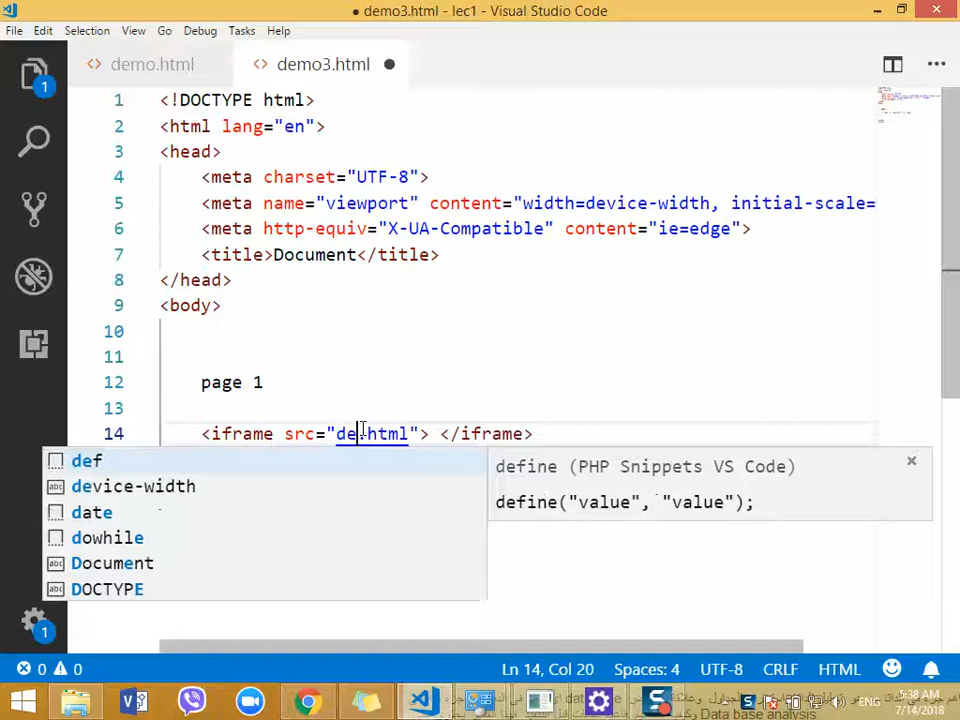 ● demo3.html - lec1 - Visual Studio Code
File Edit Selection View Go Debug Tasks Help
demo.html demo3.html ●
1 <!DOCTYPE html>
2 <html lang="en">
3 <head>
4 <meta charset="UTF-8">
5 <meta name="viewport" content="width=device-width, initial-scale=
6 <meta http-equiv="X-UA-Compatible" content="ie=edge">
7 <title>Document</title>
8 </head>
9 <body>
10
11
12 page 1
13
14 <iframe src="de.html"> </iframe>
def
device-width
date
dowhile
Document
DOCTYPE
define (PHP Snippets VS Code)
define("value", "value");
1
1
0 0 Ln 14, Col 20 Spaces: 4 UTF-8 CRLF HTML
ENG
5:38 AM
7/14/2018
Data base analysis